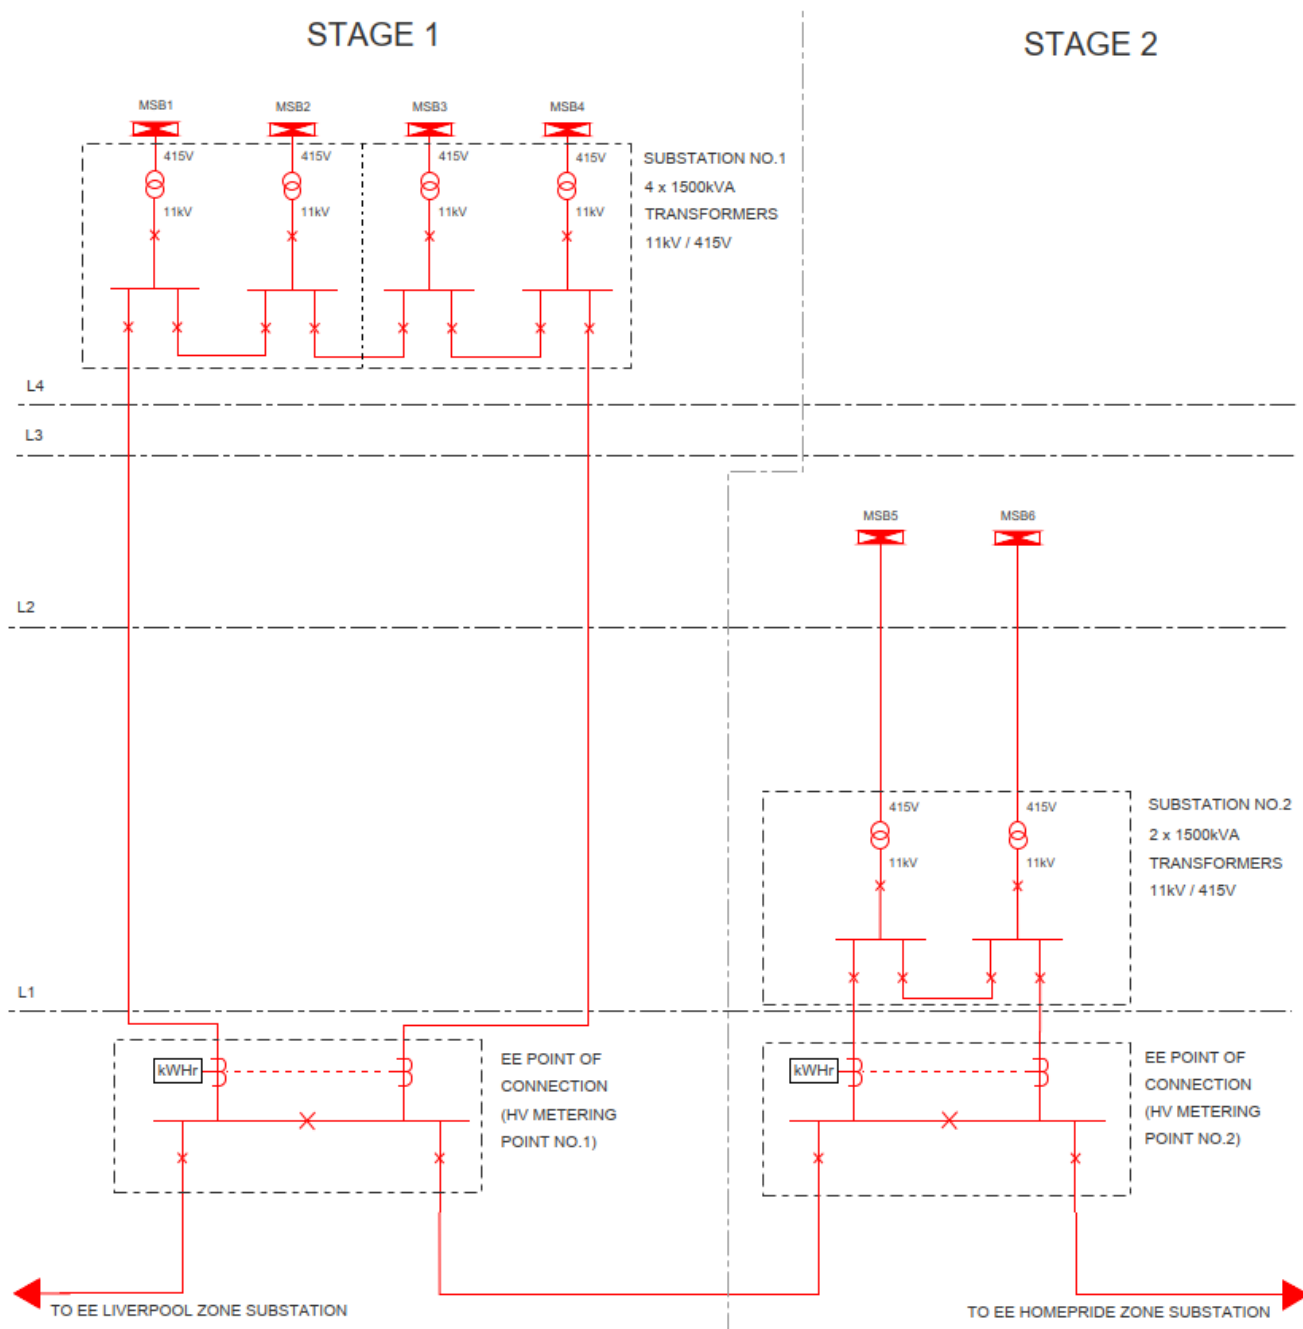 STAGE 1
STAGE 2
MSB1
MSB2
MSB3
MSB4
415V
415V
415V
415V
11kV
11kV
11kV
11kV
SUBSTATION NO.1
4 x 1500kVA
TRANSFORMERS
11kV / 415V
L4
L3
MSB5
MSB6
L2
415V
415V
11kV
11kV
SUBSTATION NO.2
2 x 1500kVA
TRANSFORMERS
11kV / 415V
L1
kWHr
EE POINT OF
CONNECTION
(HV METERING
POINT NO.1)
kWHr
EE POINT OF
CONNECTION
(HV METERING
POINT NO.2)
TO EE LIVERPOOL ZONE SUBSTATION
TO EE HOMEPRIDE ZONE SUBSTATION